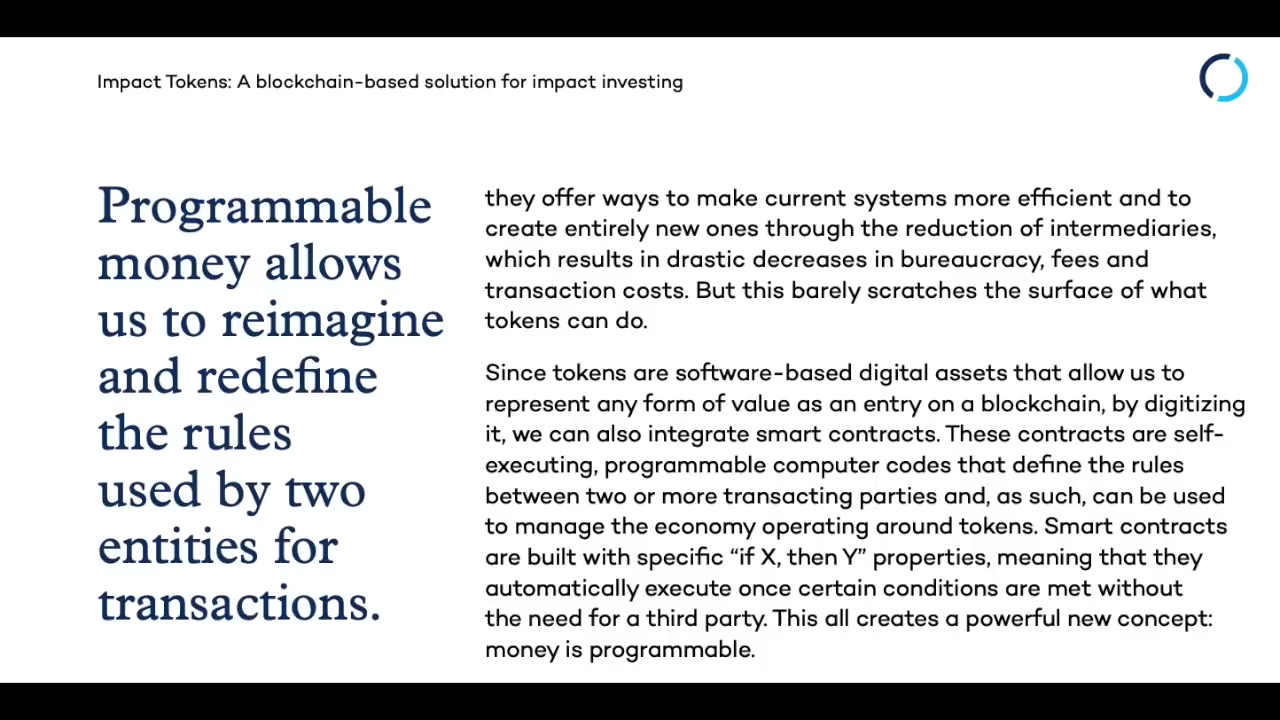 Impact Tokens: A blockchain-based solution for impact investing
Programmable
money allows
us to reimagine
and redefine
the rules
used by two
entities for
transactions.
they offer ways to make current systems more efficient and to
create entirely new ones through the reduction of intermediaries,
which results in drastic decreases in bureaucracy, fees and
transaction costs. But this barely scratches the surface of what
tokens can do.
Since tokens are software-based digital assets that allow us to
represent any form of value as an entry on a blockchain, by digitizing
it, we can also integrate smart contracts. These contracts are self-
executing, programmable computer codes that define the rules
between two or more transacting parties and, as such, can be used
to manage the economy operating around tokens. Smart contracts
are built with specific “if X, then Y” properties, meaning that they
automatically execute once certain conditions are met without
the need for a third party. This all creates a powerful new concept:
money is programmable.